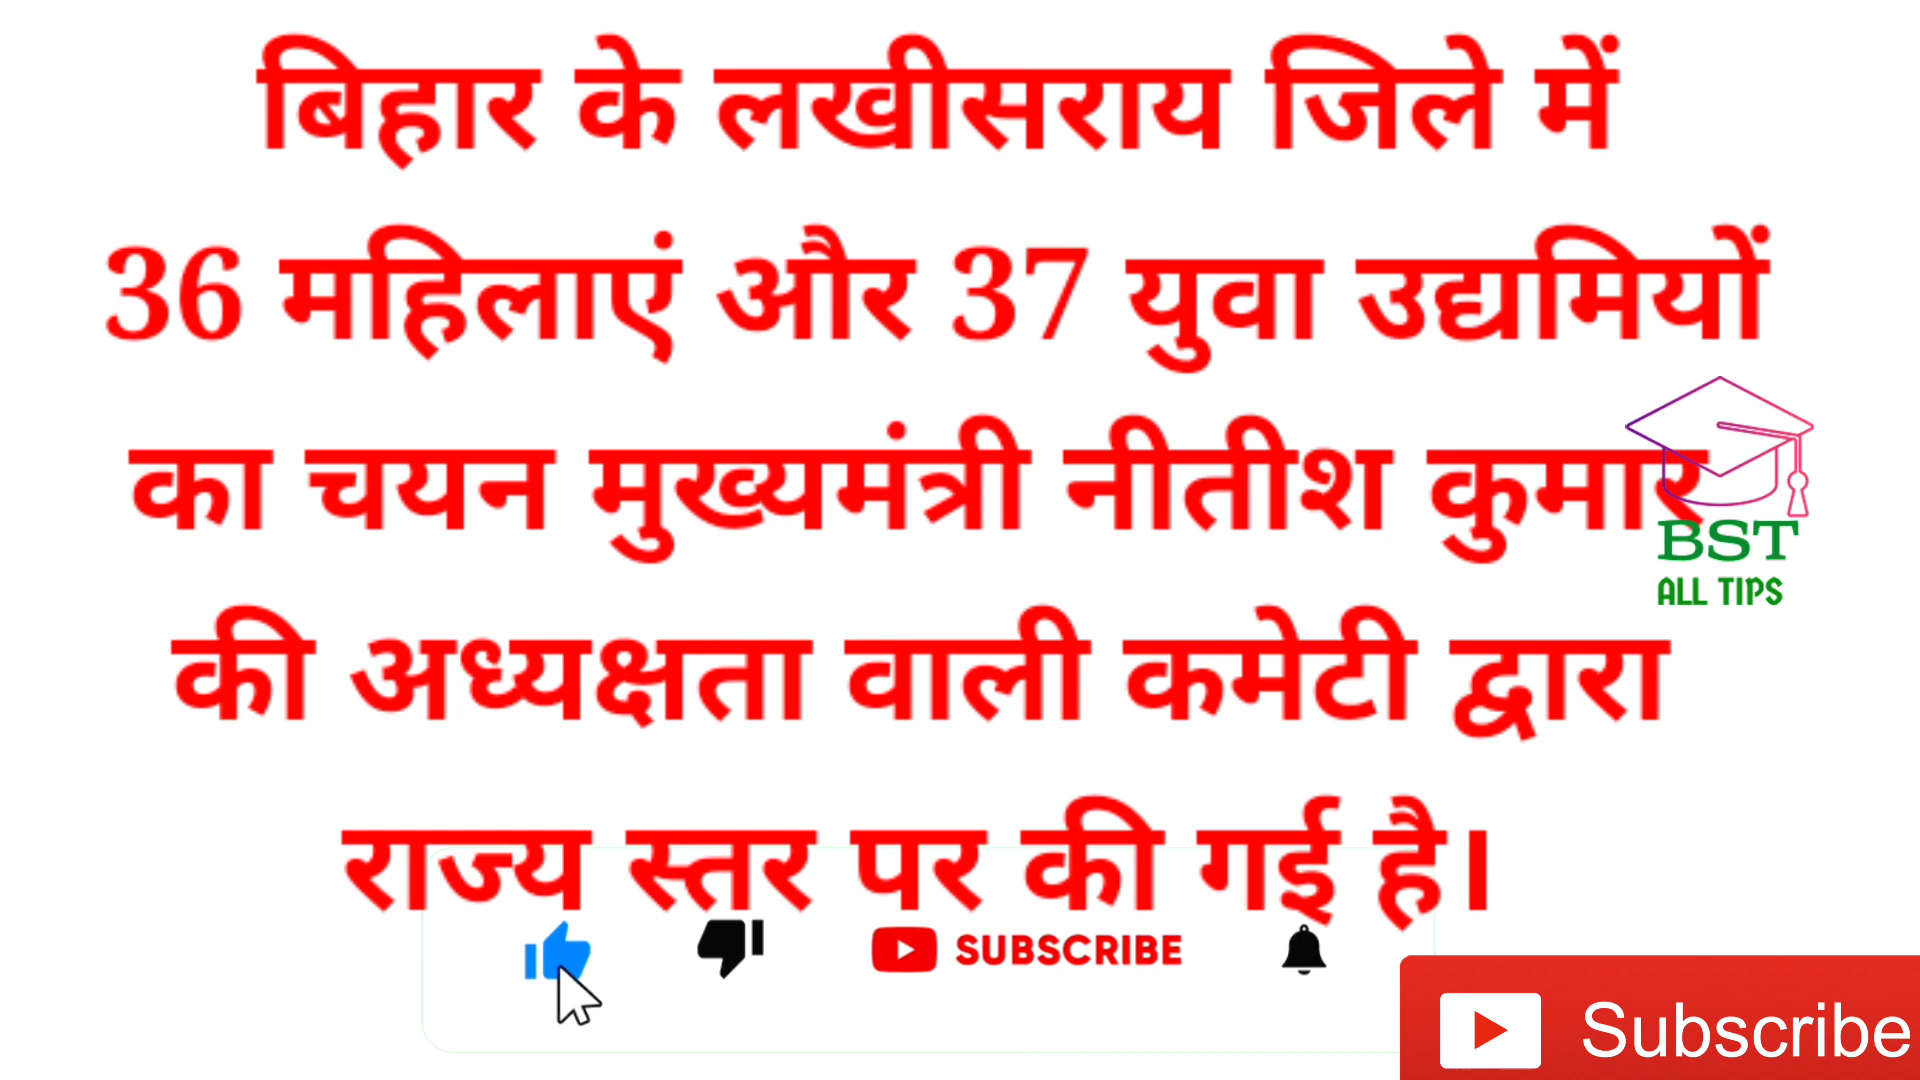 बिहार के लखीसराय जिले में
36 महिलाएं और 37 युवा उद्यमियों
का चयन मुख्यमंत्री नीतीश कुमार
BST
ALL TIPS
की अध्यक्षता वाली कमेटी द्वारा
राज्य स्तर पर की गई है।
SUBSCRIBE
Subscribe